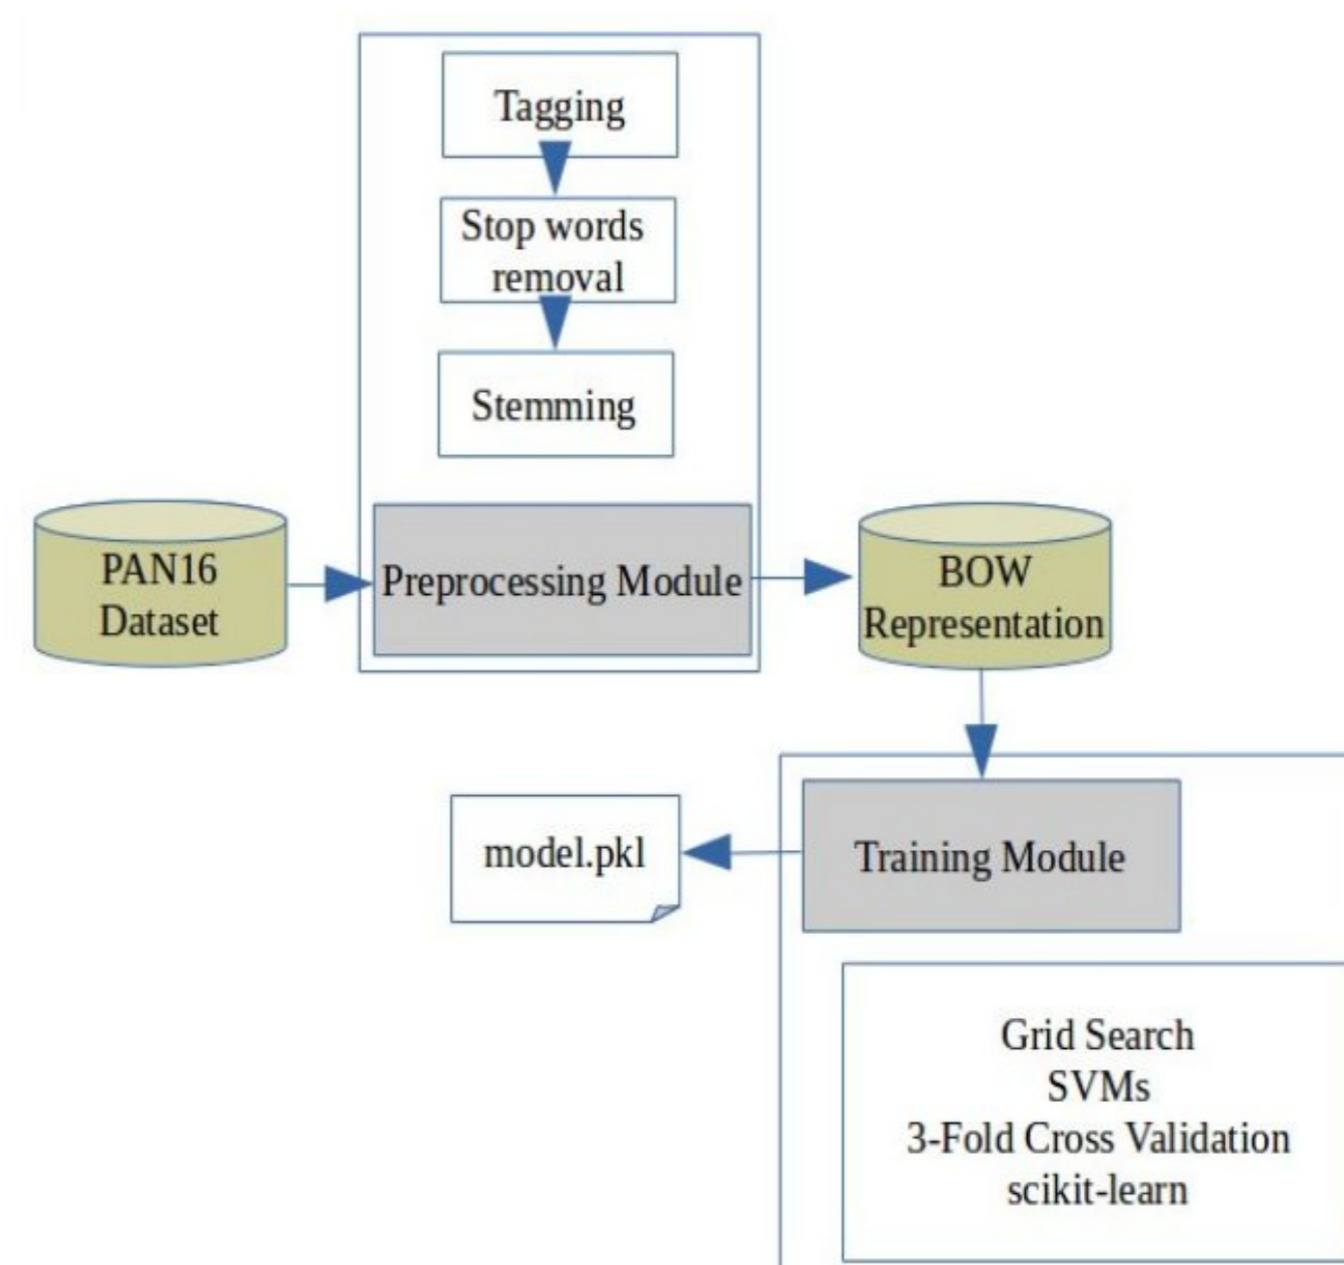 Tagging
Stop words
removal
Stemming
PAN16
Dataset
Preprocessing Module
BOW
Representation
model.pkl
Training Module
Grid Search
SVMs
3-Fold Cross Validation
scikit-learn